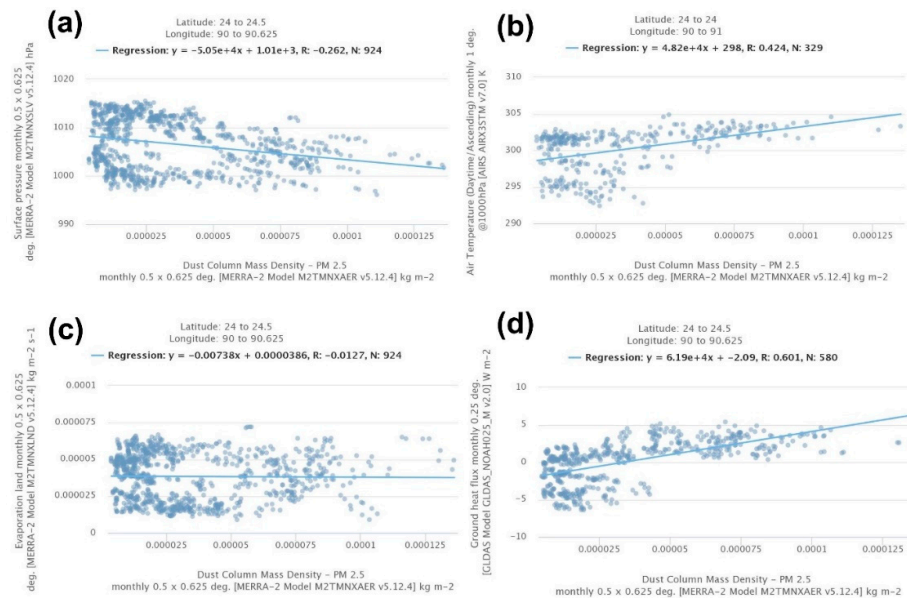 (a)
Latitude: 24 to 24.5
Longitude: 90 to 90.625
Regression: y = −5.05e+4x + 1.01e+3, R: −0.262, N: 924
Surface pressure monthly 0.5 x 0.625
deg. [MERRA-2 Model M2TMNXSLV v5.12.4] hPa
1020
1010
1000
990
0.000025
0.00005
0.000075
0.0001
0.000125
Dust Column Mass Density – PM 2.5
monthly 0.5 x 0.625 deg. [MERRA-2 Model M2TMNXAER v5.12.4] kg m-2
(b)
Latitude: 24 to 24
Longitude: 90 to 91
Regression: y = 4.82e+4x + 298, R: 0.424, N: 329
Air Temperature (Daytime/Ascending) monthly 1 deg.
@1000hPa [AIRS AIRX3STM v7.0] K
310
305
300
295
290
0.000025
0.00005
0.000075
0.0001
0.000125
Dust Column Mass Density – PM 2.5
monthly 0.5 x 0.625 deg. [MERRA-2 Model M2TMNXAER v5.12.4] kg m-2
(c)
Latitude: 24 to 24.5
Longitude: 90 to 90.625
Regression: y = −0.00738x + 0.0000386, R: −0.0127, N: 924
Evaporation land monthly 0.5 x 0.625
deg. [MERRA-2 Model M2TMNXLND v5.12.4] kg m-2 s-1
0.0001
0.000075
0.00005
0.000025
0
0.000025
0.00005
0.000075
0.0001
0.000125
Dust Column Mass Density – PM 2.5
monthly 0.5 x 0.625 deg. [MERRA-2 Model M2TMNXAER v5.12.4] kg m-2
(d)
Latitude: 24 to 24.5
Longitude: 90 to 90.625
Regression: y = 6.19e+4x + −2.09, R: 0.601, N: 580
Ground heat flux monthly 0.25 deg.
[GLDAS Model GLDAS_NOAH025_M v2.0] W m-2
10
5
0
−5
−10
0.000025
0.00005
0.000075
0.0001
0.000125
Dust Column Mass Density – PM 2.5
monthly 0.5 x 0.625 deg. [MERRA-2 Model M2TMNXAER v5.12.4] kg m-2